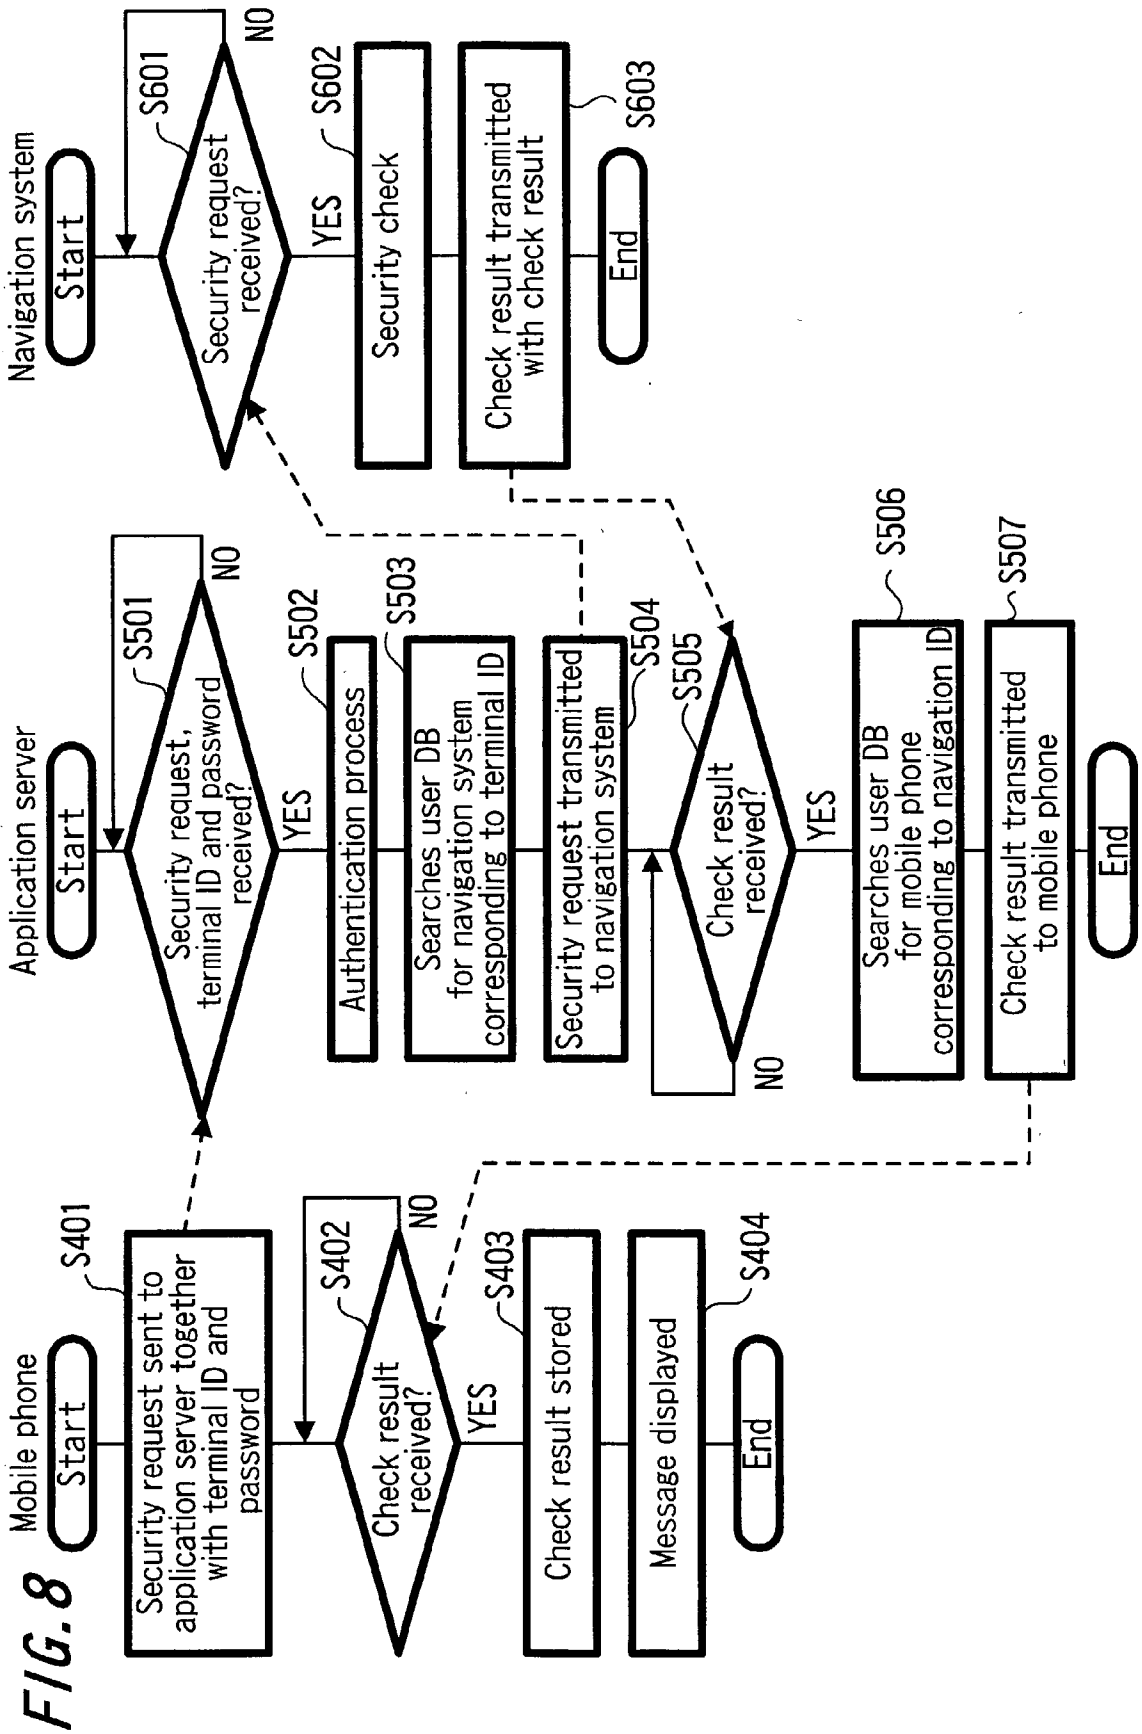 FIG. 8
Mobile phone
Start
S401
Security request sent to
application server together
with terminal ID and
password
S402
Check result
received?
NO
YES
S403
Check result stored
S404
Message displayed
End
Application server
Start
S501
Security request,
terminal ID and password
received?
NO
YES
S502
Authentication process
S503
Searches user DB
for navigation system
corresponding to terminal ID
Security request transmitted
to navigation system
S504
S505
Check result
received?
NO
YES
S506
Searches user DB
for mobile phone
corresponding to navigation ID
S507
Check result transmitted
to mobile phone
End
Navigation system
Start
S601
Security request
received?
NO
YES
S602
Security check
Check result transmitted
with check result
S603
End